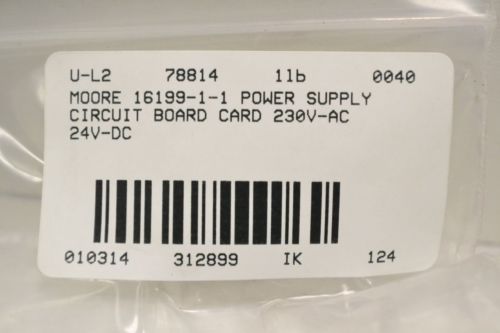 U-L2 78814 1lb 0040
MOORE 16199-1-1 POWER SUPPLY
CIRCUIT BOARD CARD 230V-AC
24V-DC
010314 312899 IK 124